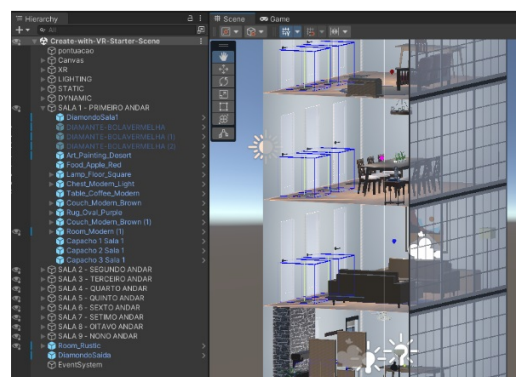 Hierarchy
All
Create-with-VR-Starter-Scene
pontuacao
Canvas
XR
LIGHTING
STATIC
DYNAMIC
SALA 1 - PRIMEIRO ANDAR
DiamondoSala1
DIAMANTE-BOLAVERMELHA
DIAMANTE-BOLAVERMELHA (1)
DIAMANTE-BOLAVERMELHA (2)
Art_Painting_Desert
Food_Apple_Red
Lamp_Floor_Square
Chest_Modern_Light
Table_Coffee_Modern
Couch_Modern_Brown
Rug_Oval_Purple
Couch_Modern_Brown (1)
Room_Modern (1)
Capacho 1 Sala 1
Capacho 2 Sala 1
Capacho 3 Sala 1
SALA 2 - SEGUNDO ANDAR
SALA 3 - TERCEIRO ANDAR
SALA 4 - QUARTO ANDAR
SALA 5 - QUINTO ANDAR
SALA 6 - SEXTO ANDAR
SALA 7 - SETIMO ANDAR
SALA 8 - OITAVO ANDAR
SALA 9 - NONO ANDAR
Room_Rustic
DiamondoSaida
EventSystem
Scene
Game